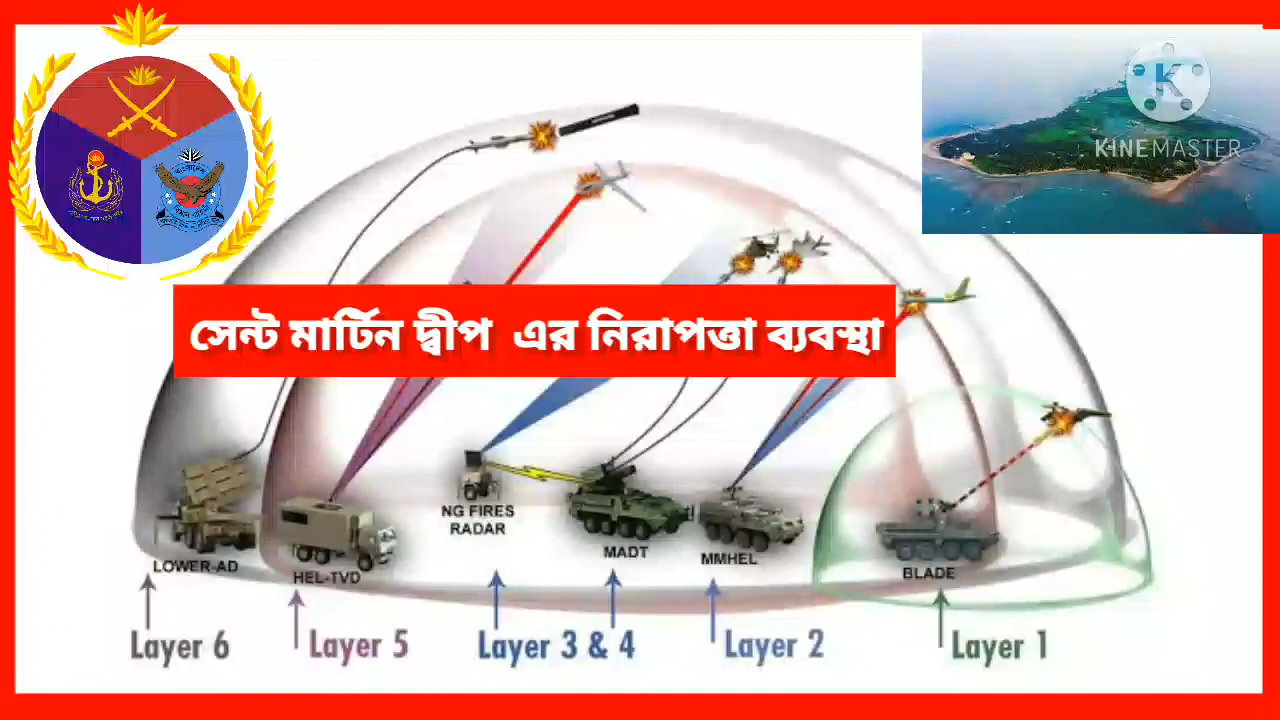 KINEMASTER
সেন্ট মার্টিন দ্বীপ এর নিরাপত্তা ব্যবস্থা
NG FIRES
RADAR
LOWER-AD
HEL-TVD
MADT
MMHEL
BLADE
Layer 6
Layer 5
Layer 3 & 4
Layer 2
Layer 1